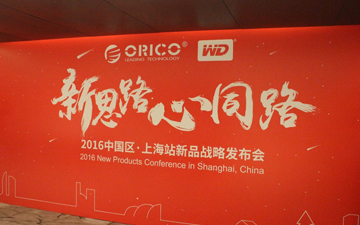 ORICO WD
LEADING TECHNOLOGY
新思路 心同路
2016中国区·上海站新品战略发布会
2016 New Products Conference in Shanghai, China